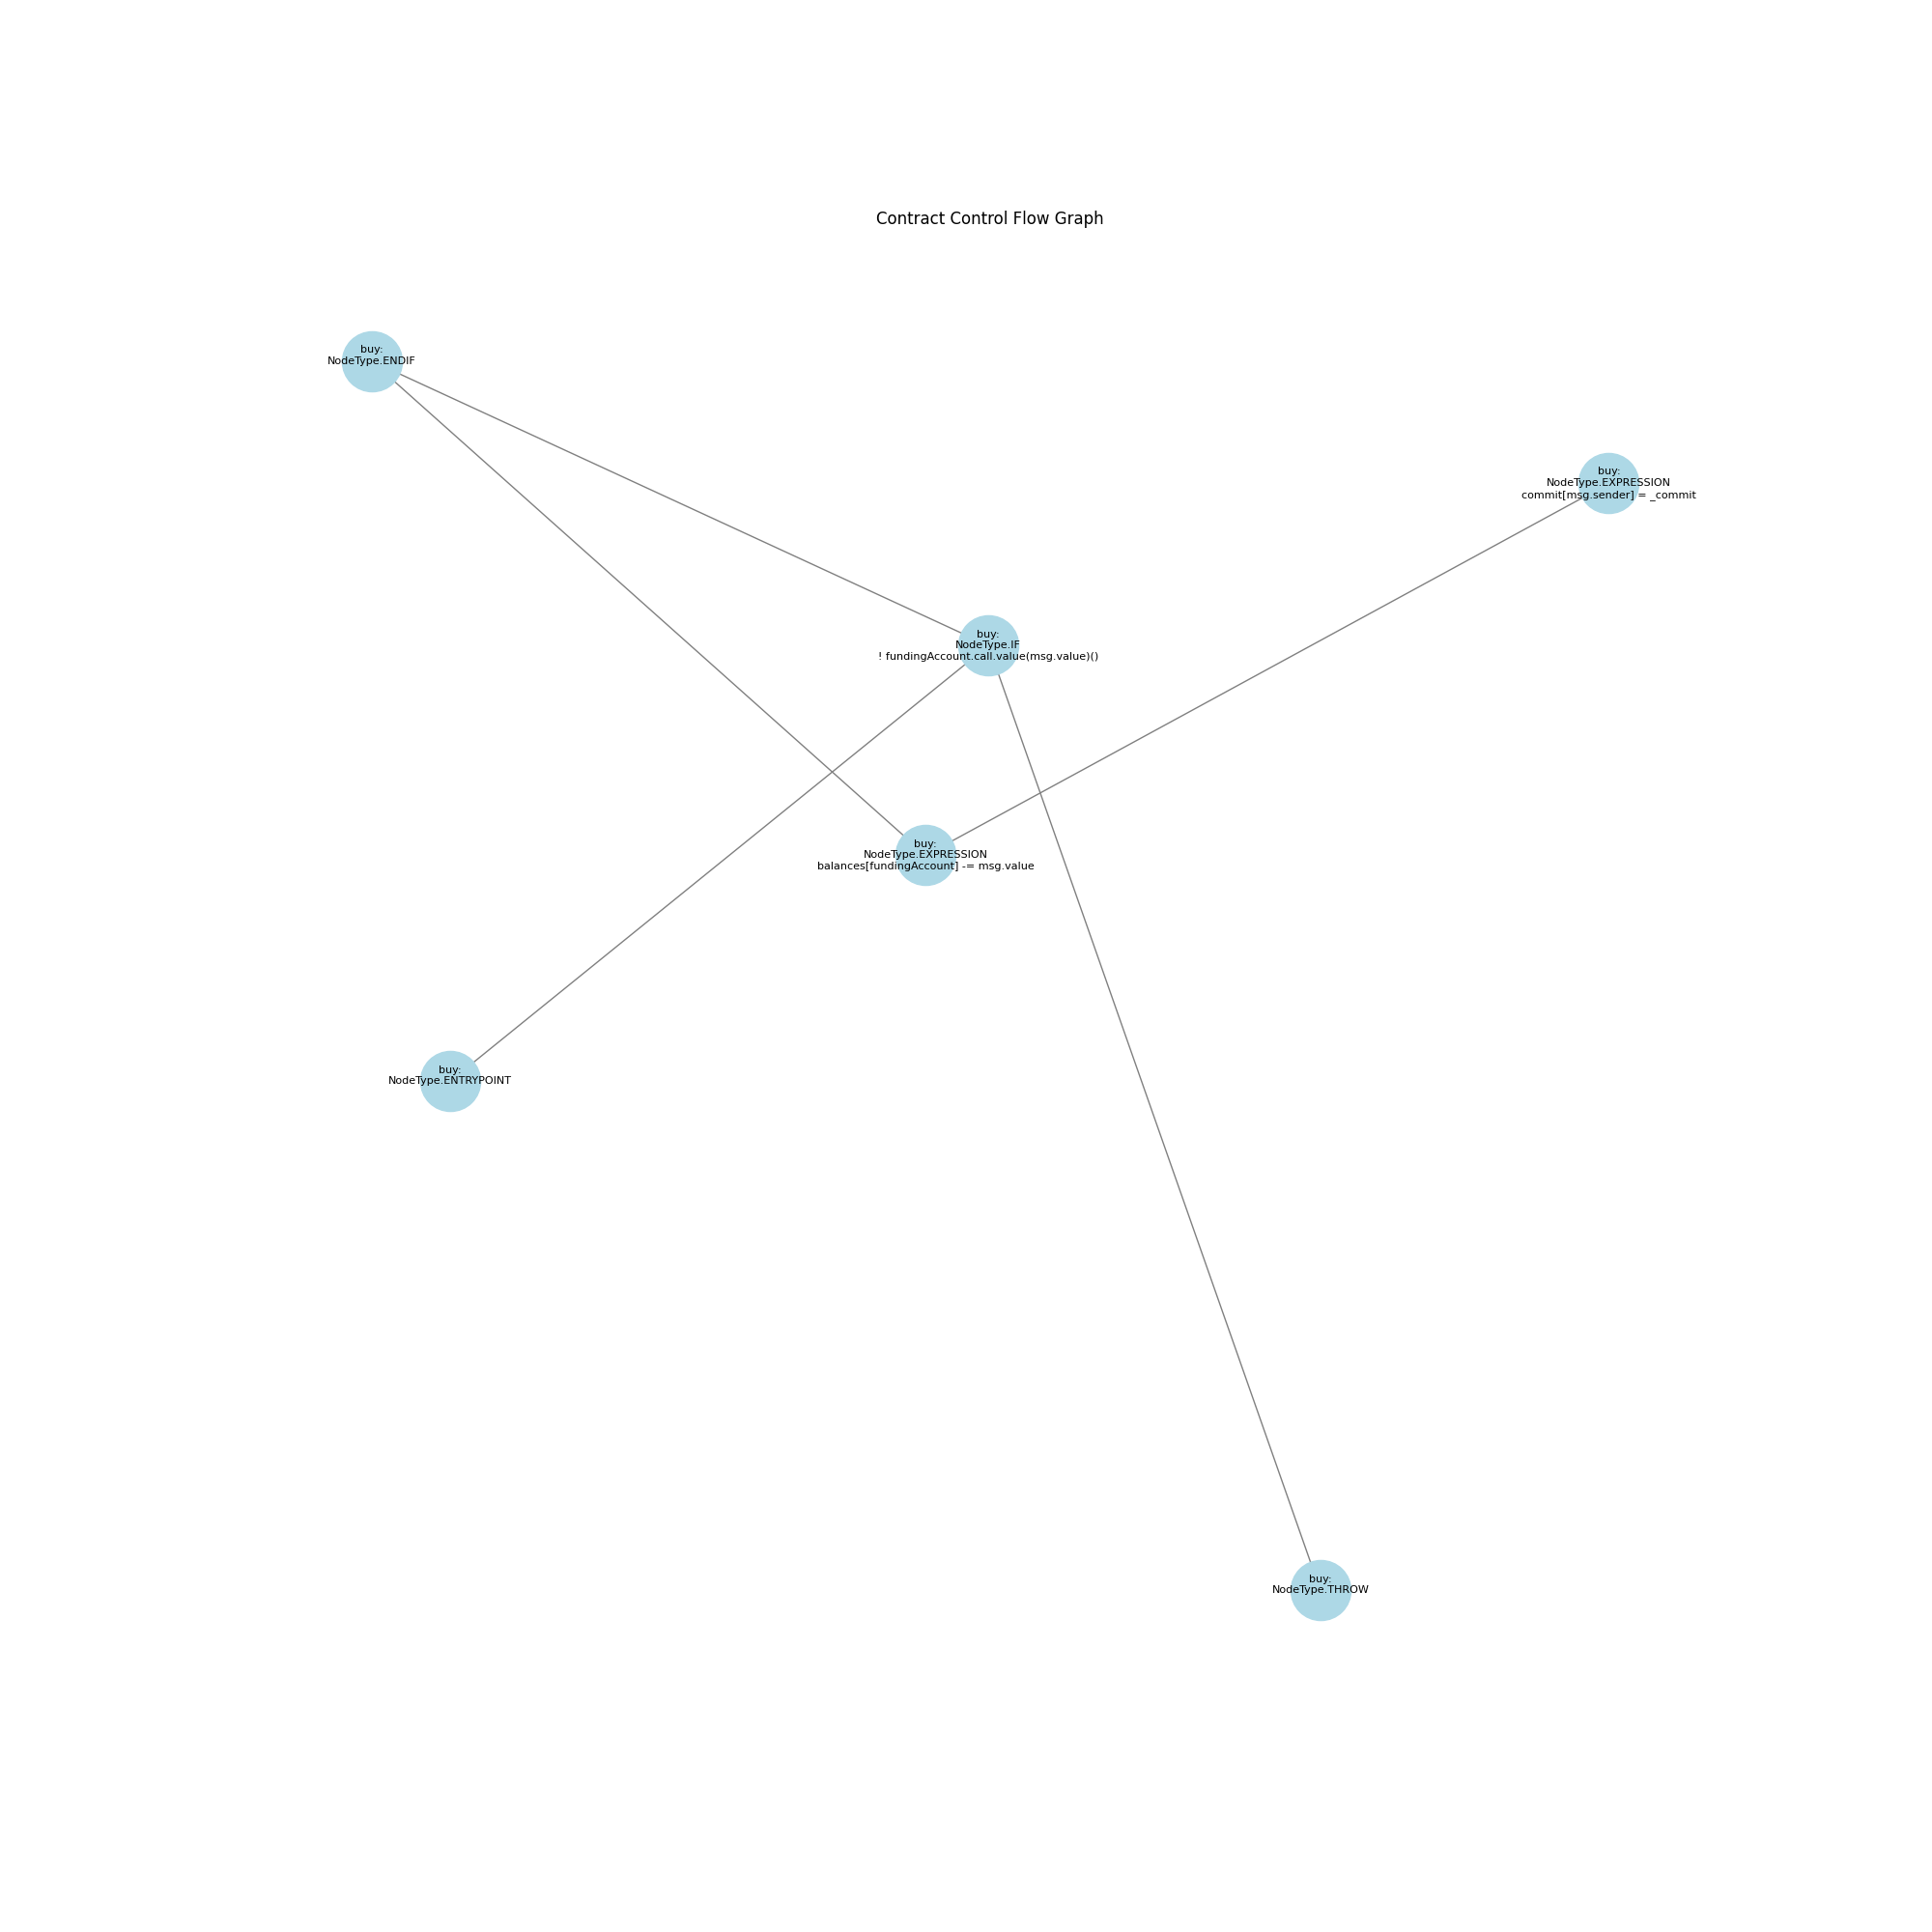 Contract Control Flow Graph
buy:
NodeType.ENDIF
buy:
NodeType.EXPRESSION
commit[msg.sender] = _commit
buy:
NodeType.IF
! fundingAccount.call.value(msg.value)()
buy:
NodeType.EXPRESSION
balances[fundingAccount] -= msg.value
buy:
NodeType.ENTRYPOINT
buy:
NodeType.THROW